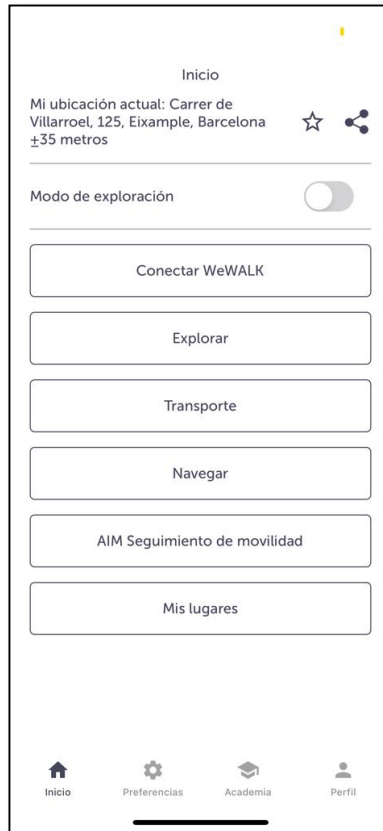 Inicio
Mi ubicación actual: Carrer de
Villarroel, 125, Eixample, Barcelona
±35 metros
Modo de exploración
Conectar WeWALK
Explorar
Transporte
Navegar
AIM Seguimiento de movilidad
Mis lugares
Inicio Preferencias Academia Perfil